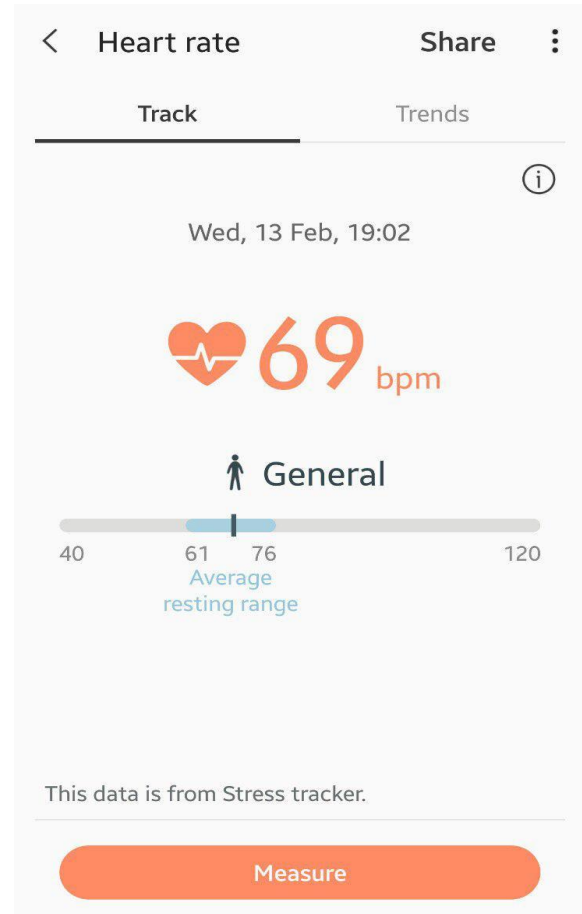 Heart rate
Share
Track
Trends
i
Wed, 13 Feb, 19:02
69 bpm
General
40 61 76 120
Average
resting range
This data is from Stress tracker.
Measure